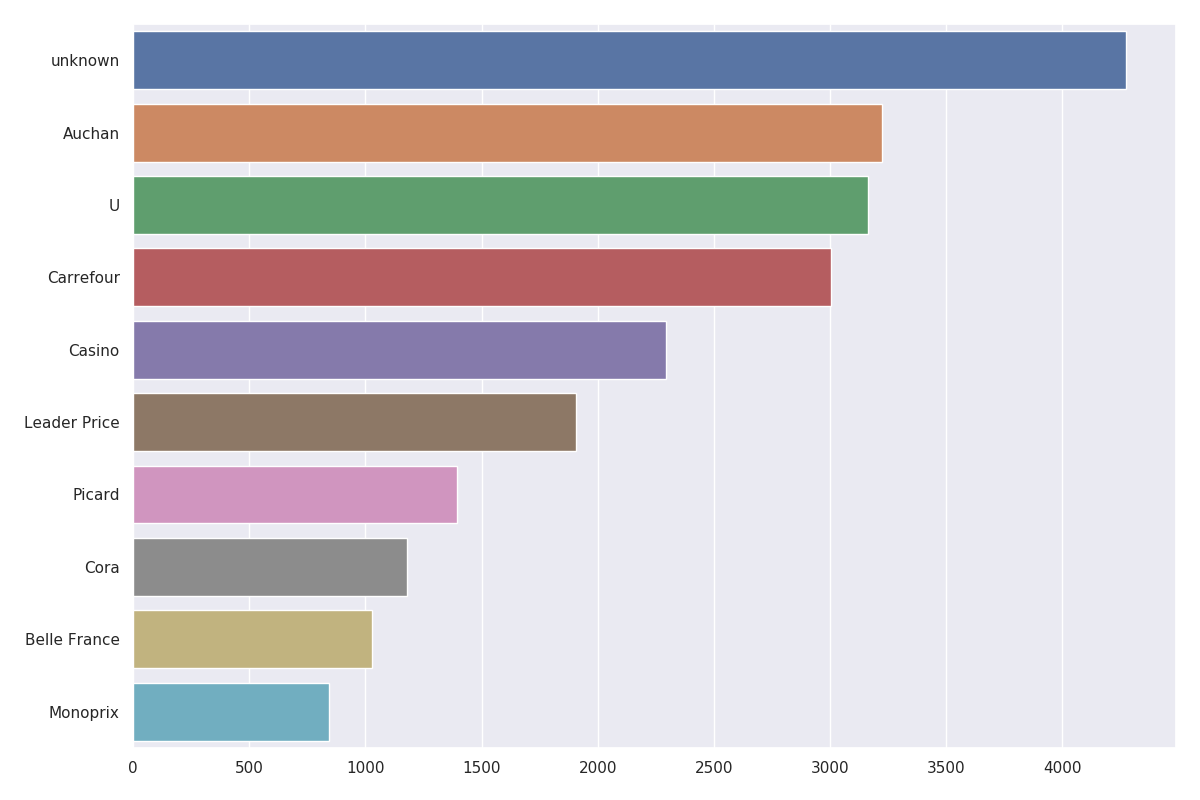 unknown
Auchan
U
Carrefour
Casino
Leader Price
Picard
Cora
Belle France
Monoprix
0 500 1000 1500 2000 2500 3000 3500 4000